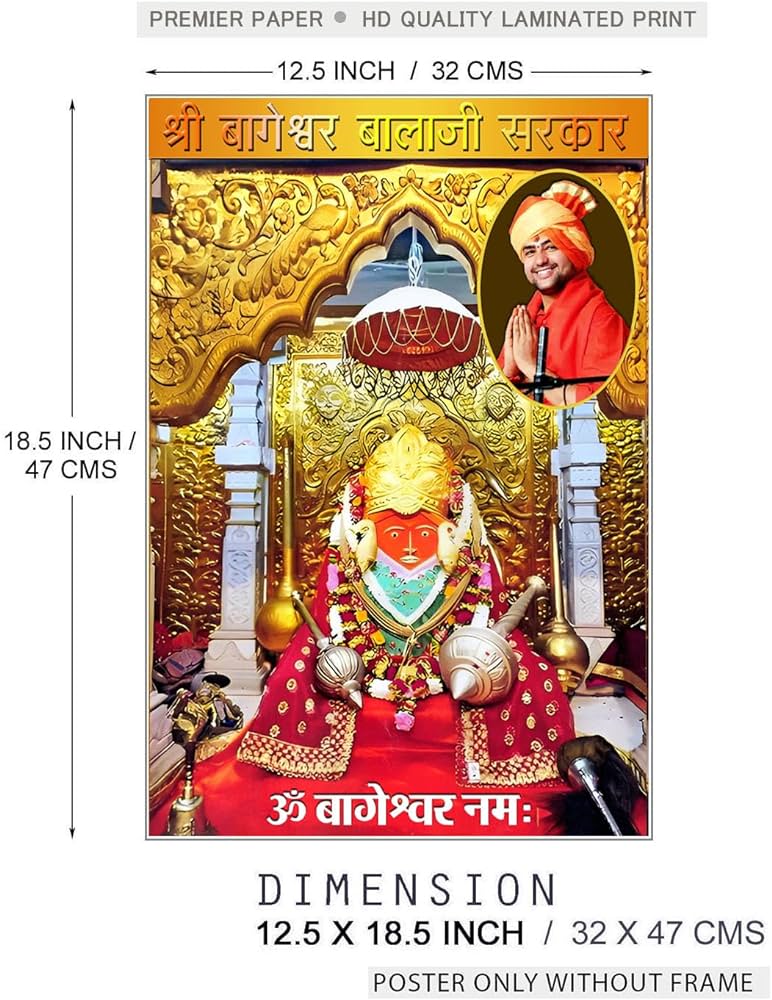 PREMIER PAPER ● HD QUALITY LAMINATED PRINT
12.5 INCH / 32 CMS
श्री बागेश्वर बालाजी सरकार
18.5 INCH /
47 CMS
ॐ बागेश्वर नमः
DIMENSION
12.5 X 18.5 INCH / 32 X 47 CMS
POSTER ONLY WITHOUT FRAME